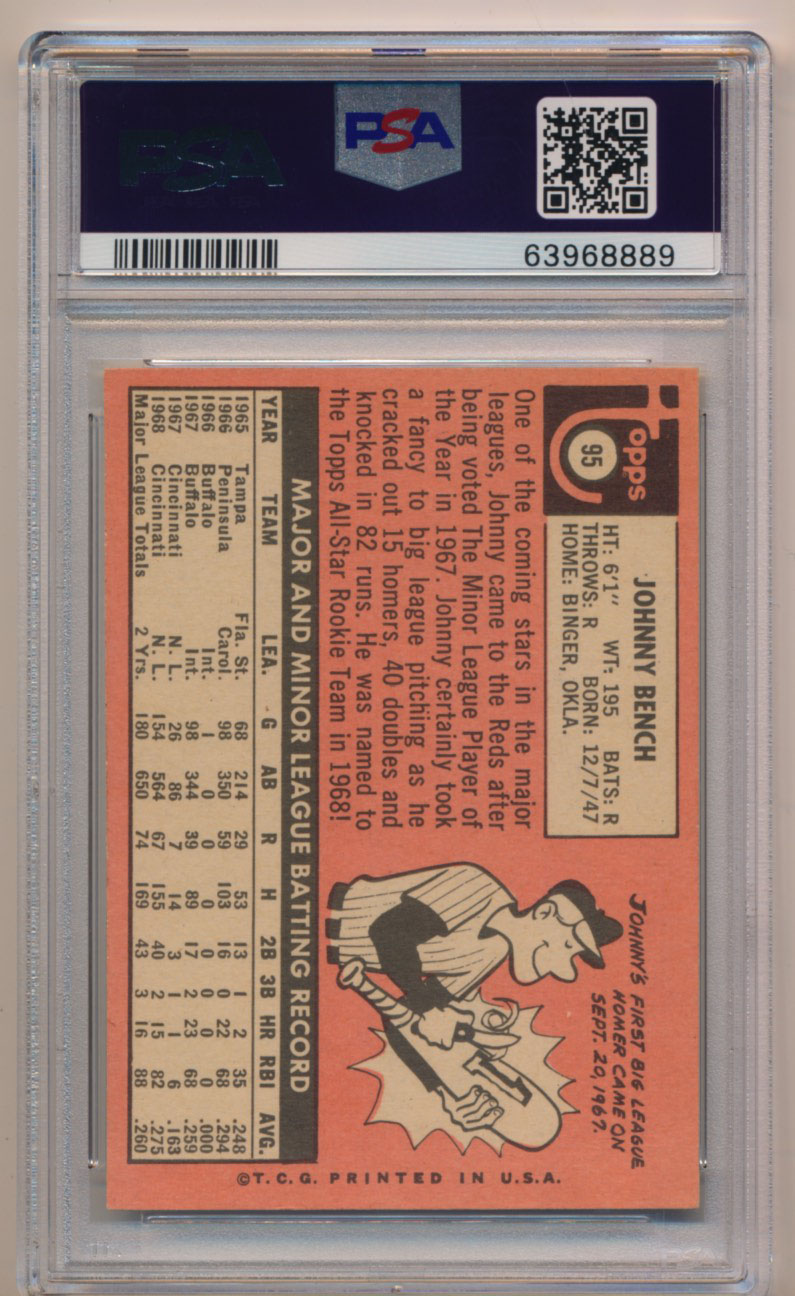 PSA
PSA
63968889
topps
95
JOHNNY BENCH
HT: 6'1" WT: 195 BATS: R
THROWS: R BORN: 12/7/47
HOME: BINGER, OKLA.
One of the coming stars in the major
leagues, Johnny came to the Reds after
being voted The Minor League Player of
the Year in 1967. Johnny certainly took
a fancy to big league pitching as he
cracked out 15 homers, 40 doubles and
knocked in 82 runs. He was named to
the Topps All-Star Rookie Team in 1968!
JOHNNY'S FIRST BIG LEAGUE
HOMER CAME ON
SEPT. 20, 1967.
1
MAJOR AND MINOR LEAGUE BATTING RECORD
YEAR TEAM LEA. G AB R H 2B 3B HR RBI AVG.
1965 Tampa Fla. St. 68 214 29 53 13 1 2 35 .248
1966 Peninsula Carol. 98 350 59 103 16 0 22 68 .294
1966 Buffalo Int. 1 0 0 0 0 0 0 0 .000
1967 Buffalo Int. 98 344 39 89 17 2 23 68 .259
1967 Cincinnati N. L. 26 86 7 14 3 1 1 6 .163
1968 Cincinnati N. L. 154 564 67 155 40 2 15 82 .275
Major League Totals 2 Yrs. 180 650 74 169 43 3 16 88 .260
©T. C. G. PRINTED IN U.S.A.